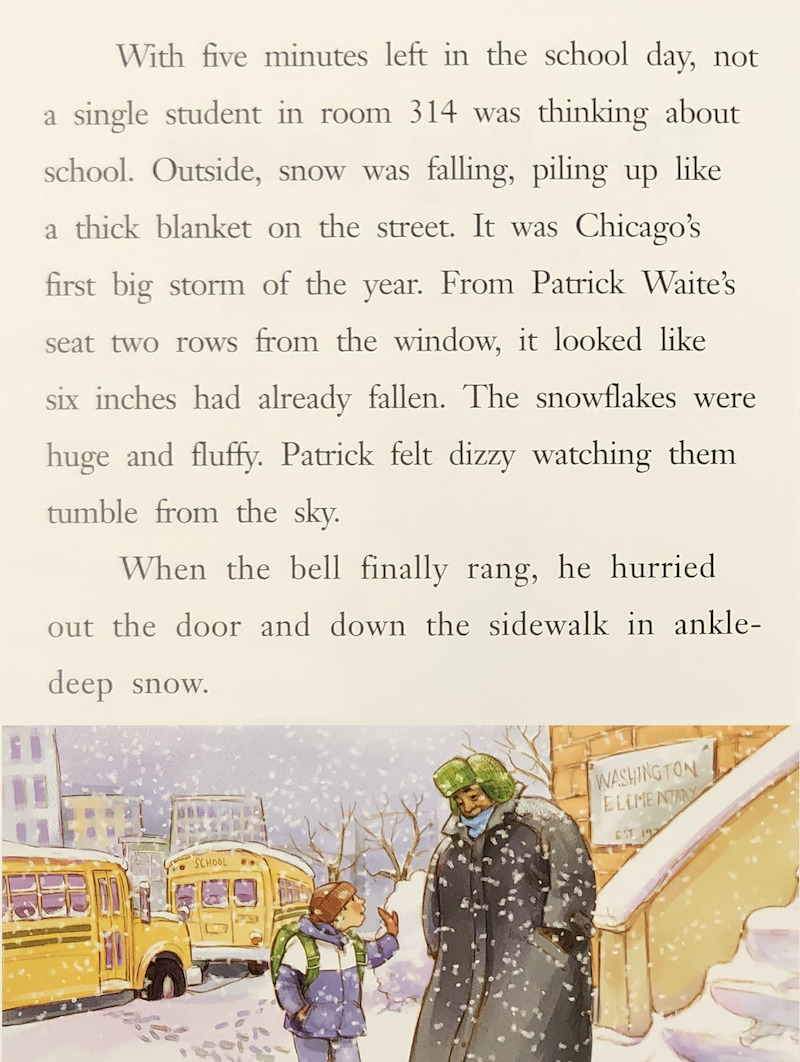 With five minutes left in the school day, not
a single student in room 314 was thinking about
school. Outside, snow was falling, piling up like
a thick blanket on the street. It was Chicago’s
first big storm of the year. From Patrick Waite’s
seat two rows from the window, it looked like
six inches had already fallen. The snowflakes were
huge and fluffy. Patrick felt dizzy watching them
tumble from the sky.
When the bell finally rang, he hurried
out the door and down the sidewalk in ankle-
deep snow.
SCHOOL
WASHINGTON
ELEMENTARY
EST.